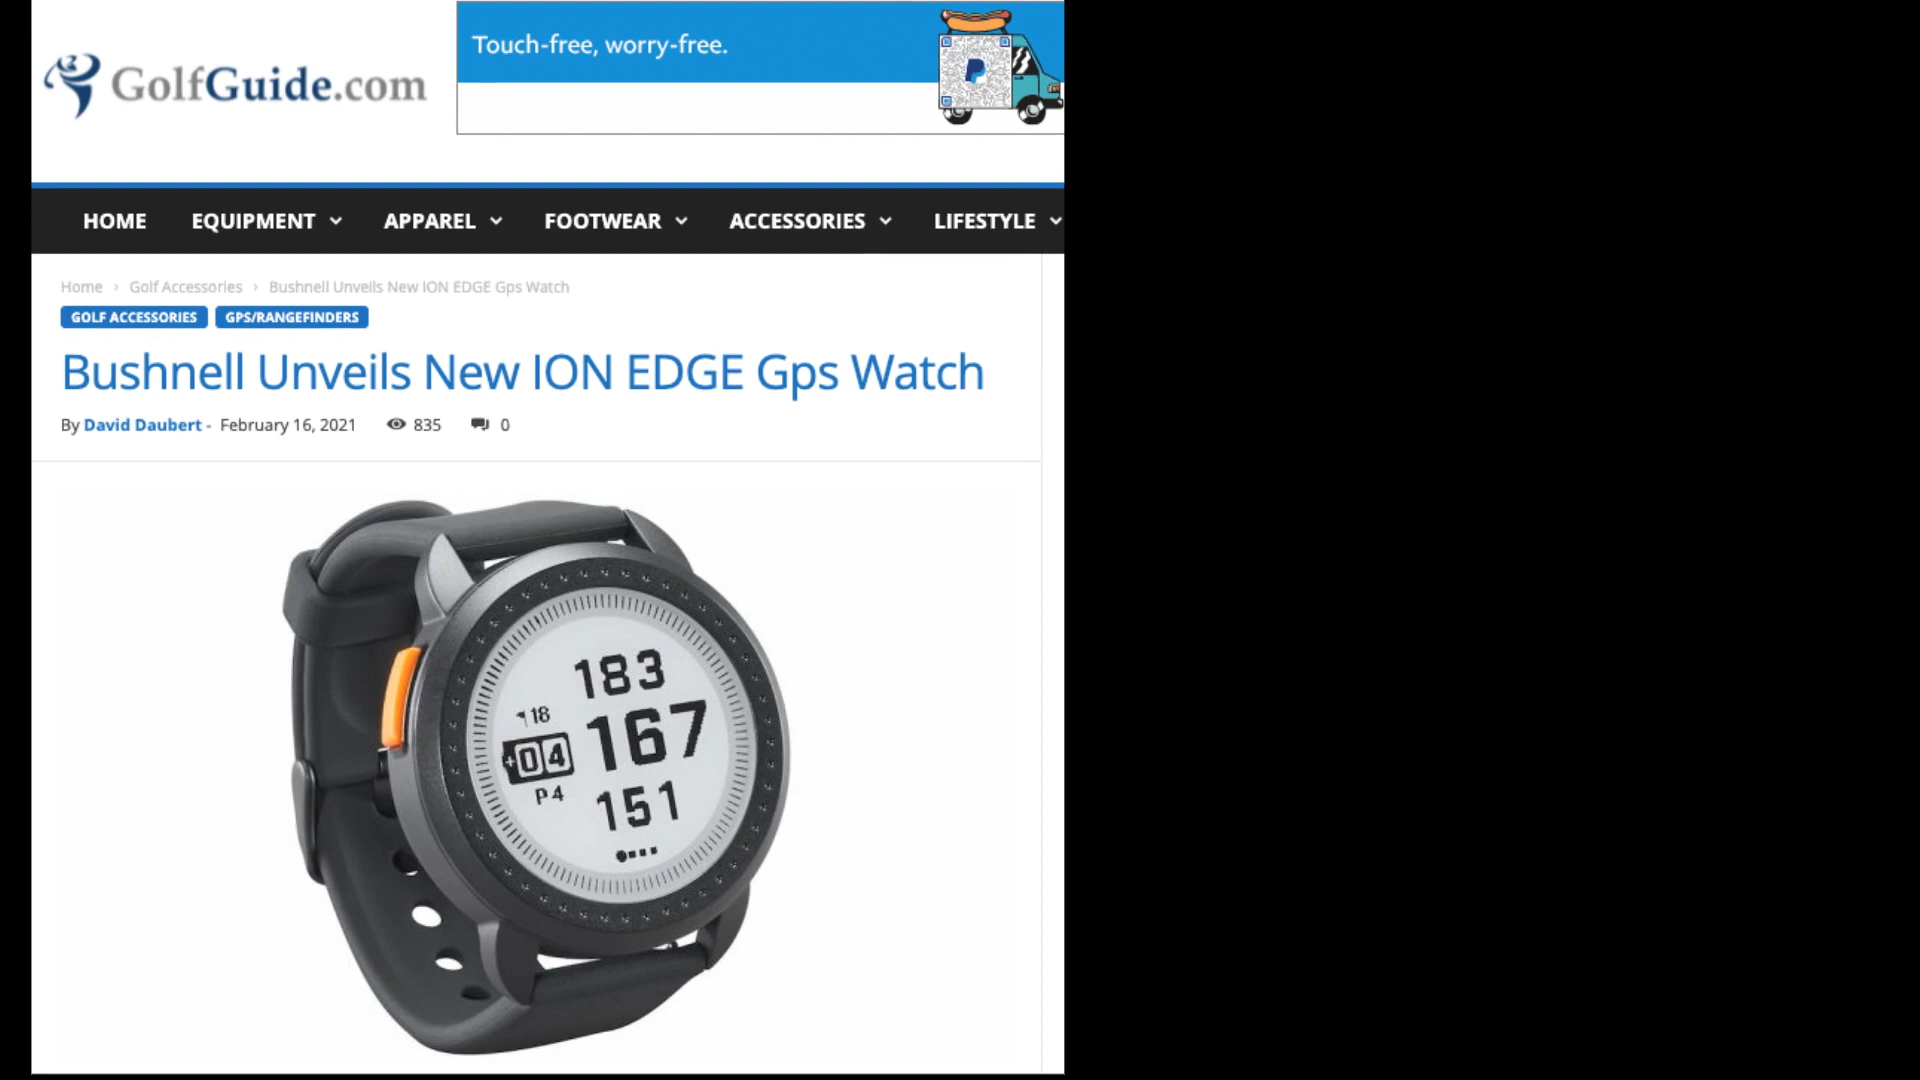 Touch-free, worry-free.
GolfGuide.com
HOME EQUIPMENT APPAREL FOOTWEAR ACCESSORIES LIFESTYLE
Home › Golf Accessories › Bushnell Unveils New ION EDGE Gps Watch
GOLF ACCESSORIES GPS/RANGEFINDERS
Bushnell Unveils New ION EDGE Gps Watch
By David Daubert - February 16, 2021 835 0
183
18
167
+04
P4
151